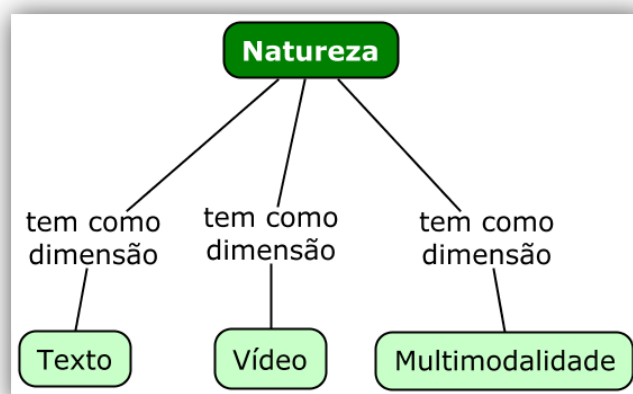 Natureza
tem como
dimensão
tem como
dimensão
tem como
dimensão
Texto
Vídeo
Multimodalidade